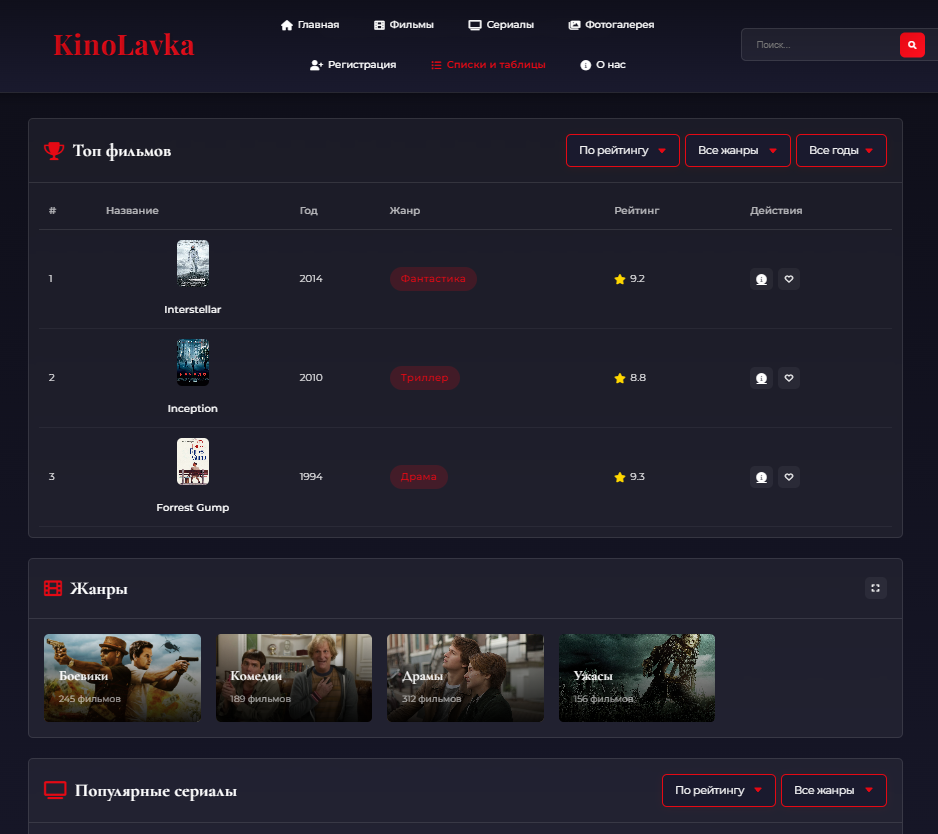 KinoLavka
Главная Фильмы Сериалы Фотогалерея
Регистрация Списки и таблицы О нас
Поиск...
Топ фильмов
По рейтингу Все жанры Все годы
# Название Год Жанр Рейтинг Действия
1 2014 Фантастика 9.2
Interstellar
2 2010 Триллер 8.8
Inception
3 1994 Драма 9.3
Forrest Gump
Жанры
Боевики Комедии Драмы Ужасы
245 фильмов 189 фильмов 312 фильмов 156 фильмов
Популярные сериалы
По рейтингу Все жанры